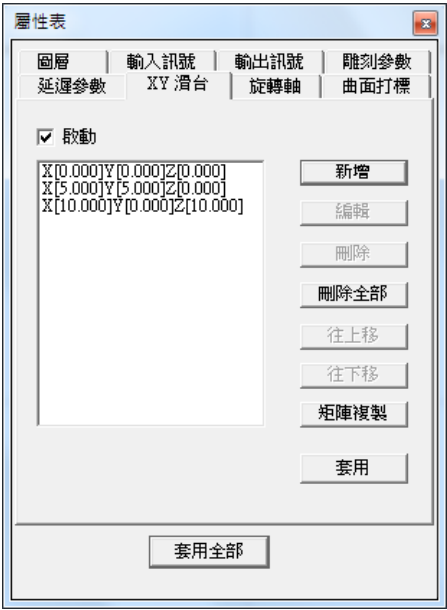 屬性表
圖層 輸入訊號 輸出訊號 雕刻參數
延遲參數 XY 滑台 旋轉軸 曲面打標
啟動
X[0.000]Y[0.000]Z[0.000]
X[5.000]Y[5.000]Z[0.000]
X[10.000]Y[0.000]Z[10.000]
新增
編輯
刪除
刪除全部
往上移
往下移
矩陣複製
套用
套用全部